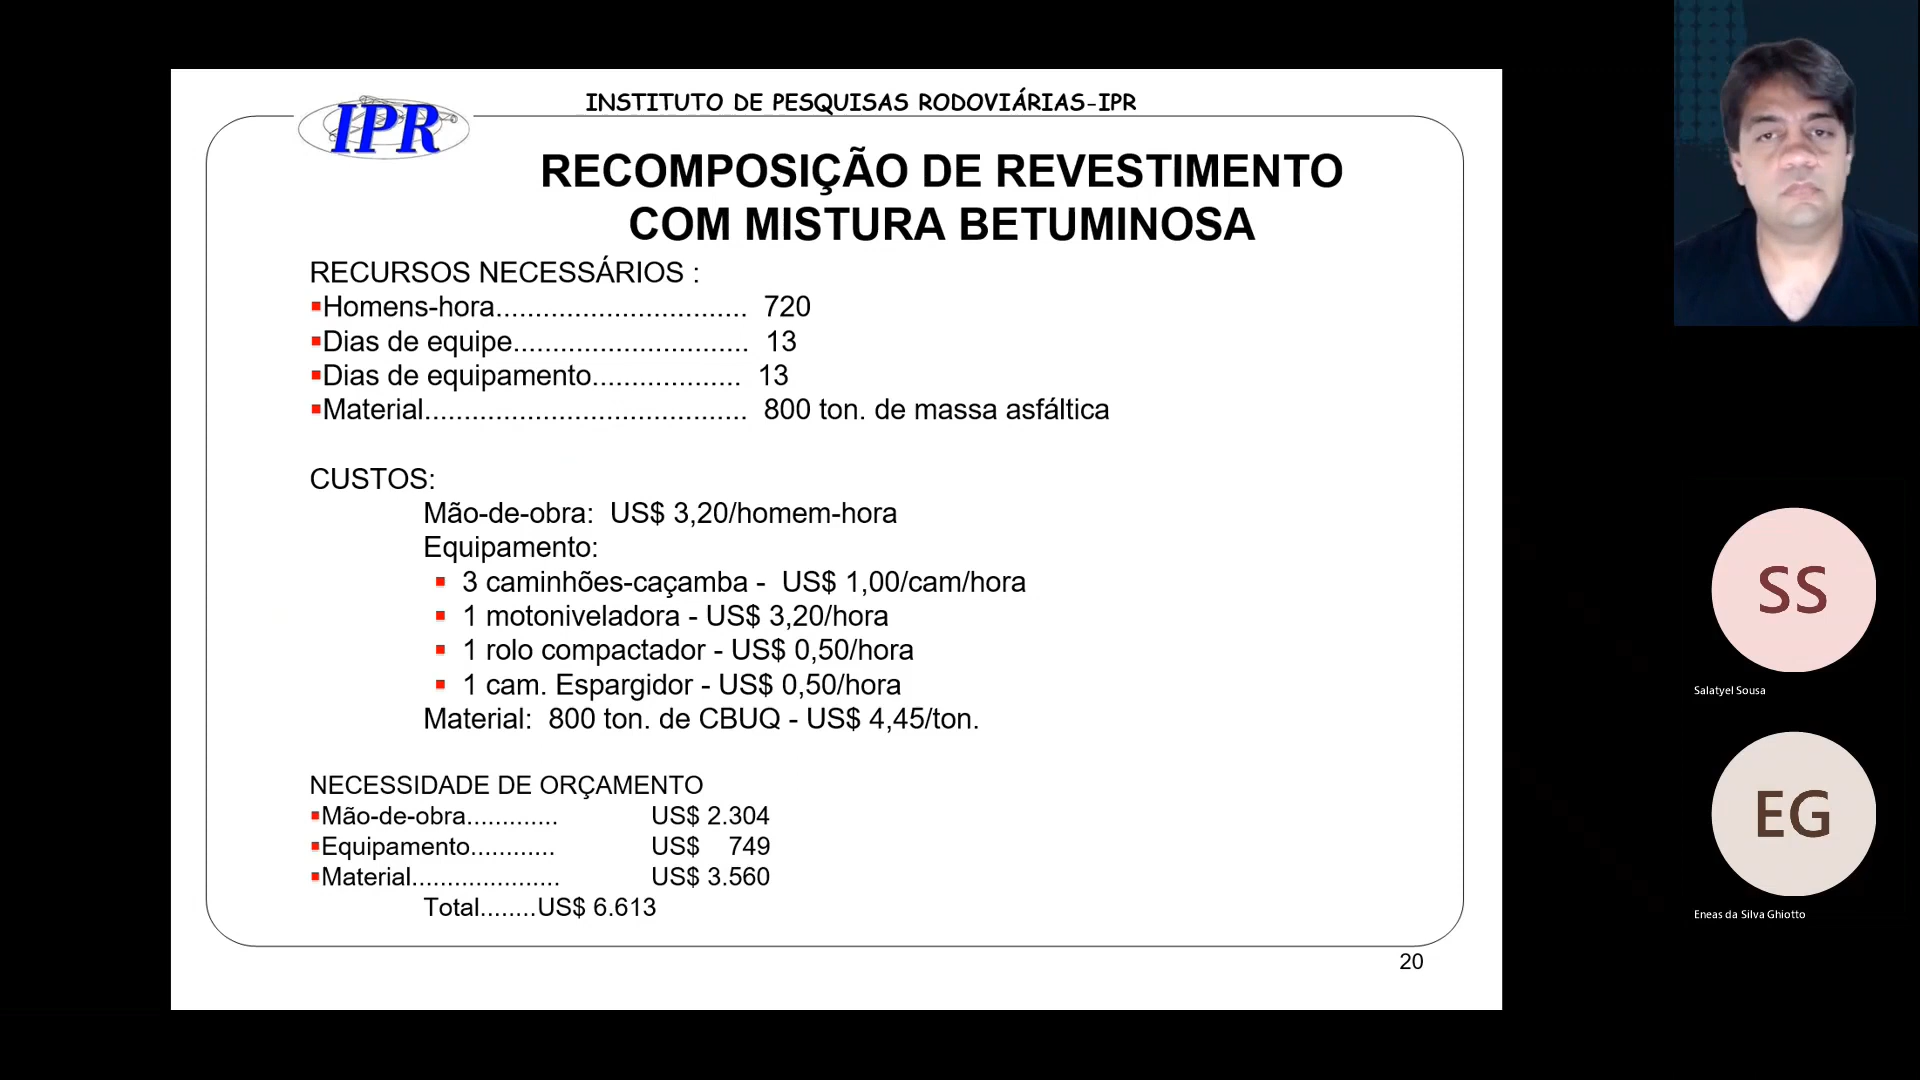 INSTITUTO DE PESQUISAS RODOVIÁRIAS-IPR
IPR
RECOMPOSIÇÃO DE REVESTIMENTO
COM MISTURA BETUMINOSA
RECURSOS NECESSÁRIOS :
▪Homens-hora................................ 720
▪Dias de equipe.............................. 13
▪Dias de equipamento................... 13
▪Material......................................... 800 ton. de massa asfáltica
CUSTOS:
Mão-de-obra: US$ 3,20/homem-hora
Equipamento:
▪ 3 caminhões-caçamba - US$ 1,00/cam/hora
▪ 1 motoniveladora - US$ 3,20/hora
▪ 1 rolo compactador - US$ 0,50/hora
▪ 1 cam. Espargidor - US$ 0,50/hora
Material: 800 ton. de CBUQ - US$ 4,45/ton.
NECESSIDADE DE ORÇAMENTO
▪Mão-de-obra............. US$ 2.304
▪Equipamento............ US$ 749
▪Material..................... US$ 3.560
Total........US$ 6.613
20
SS
Salatyel Sousa
EG
Eneas da Silva Ghiotto